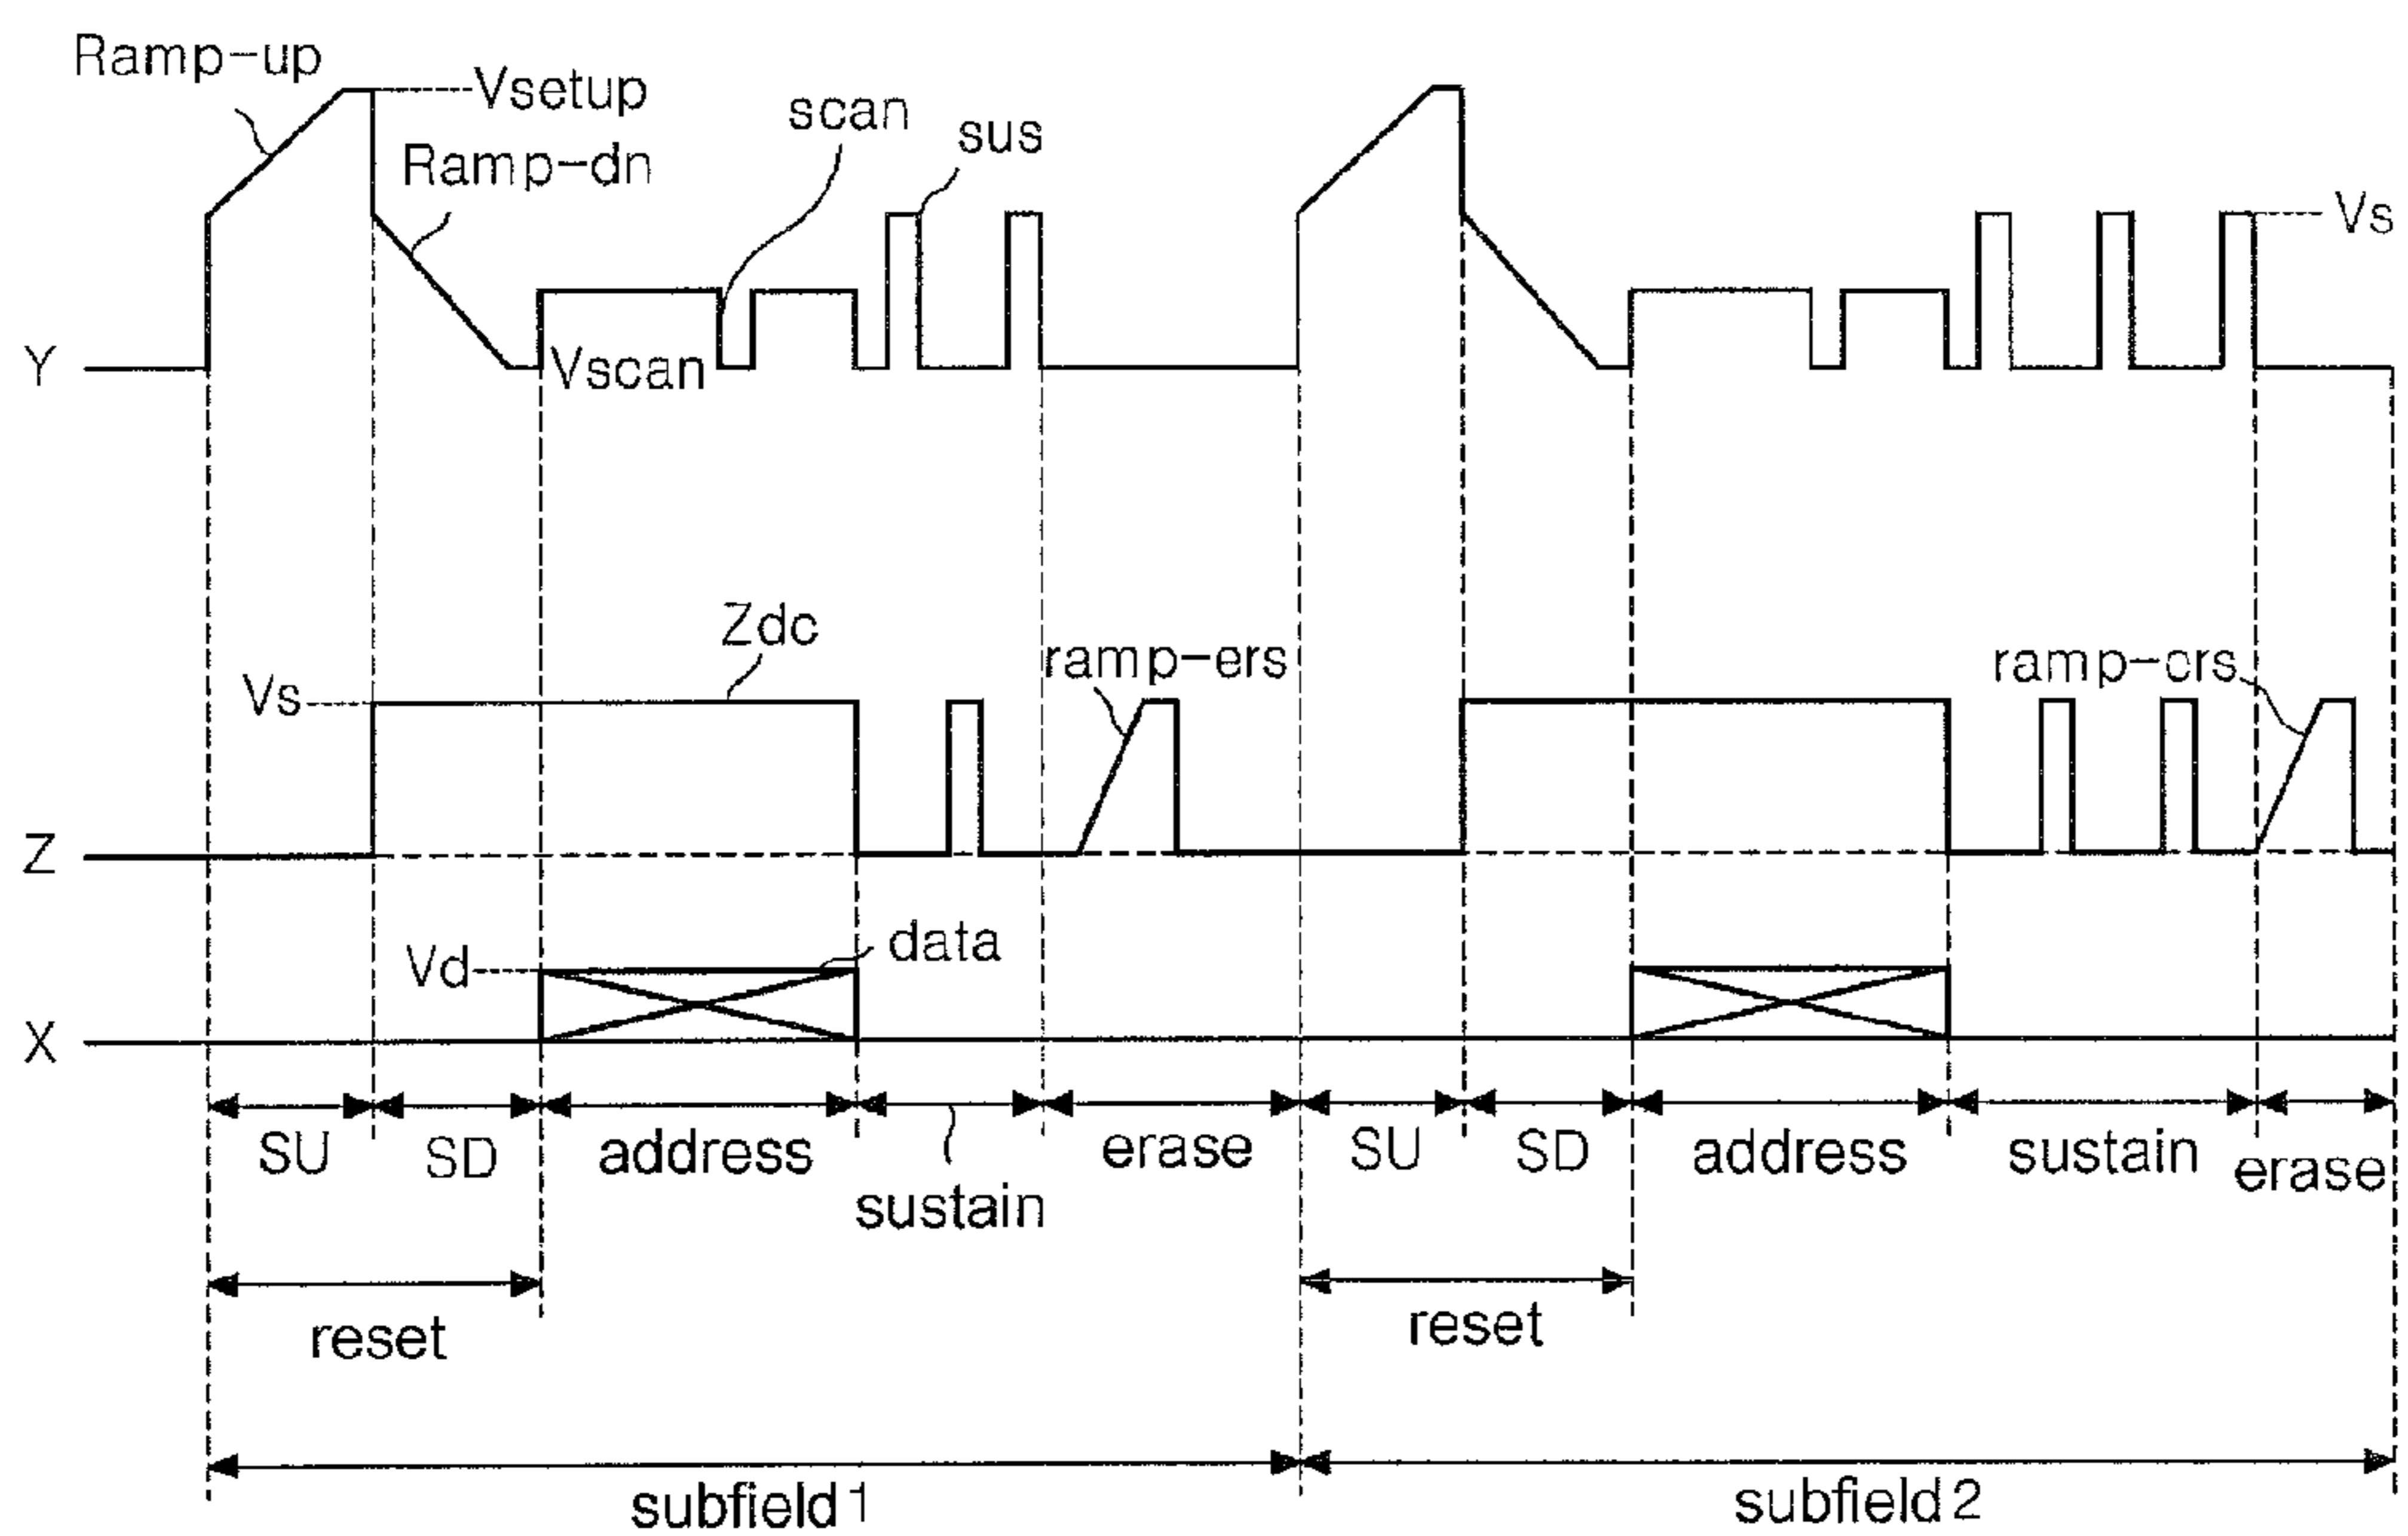 Ramp-up
Vsetup
scan
sus
Ramp-dn
Vs
Y
Vscan
Zdc
ramp-ers
ramp-crs
Vs
Z
data
Vd
X
SU
SD
address
sustain
erase
SU
SD
address
sustain
erase
reset
reset
subfield 1
subfield 2